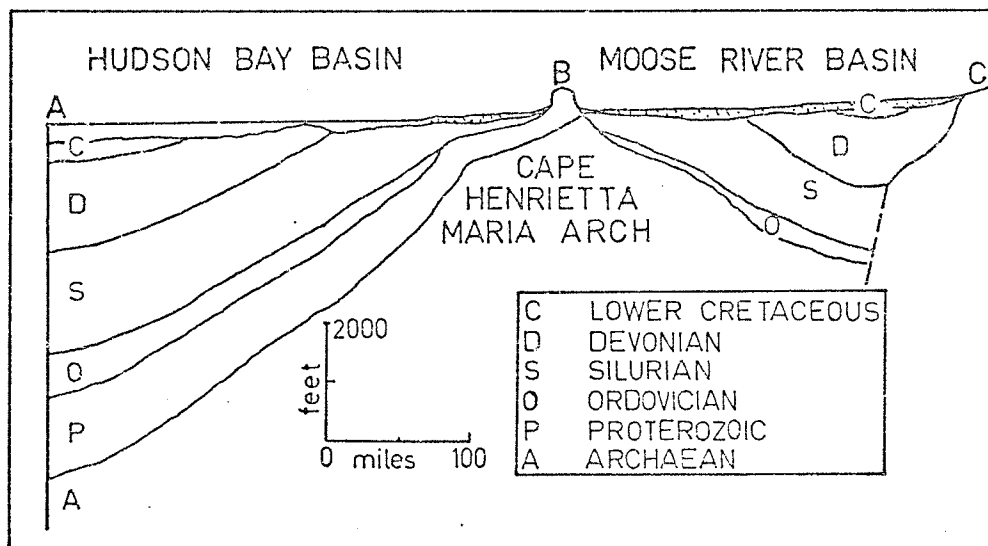 HUDSON BAY BASIN
MOOSE RIVER BASIN
A
B
C
C
C
D
D
S
S
O
O
P
A
CAPE
HENRIETTA
MARIA ARCH
2000
feet
0 miles 100
C LOWER CRETACEOUS
D DEVONIAN
S SILURIAN
O ORDOVICIAN
P PROTEROZOIC
A ARCHAEAN